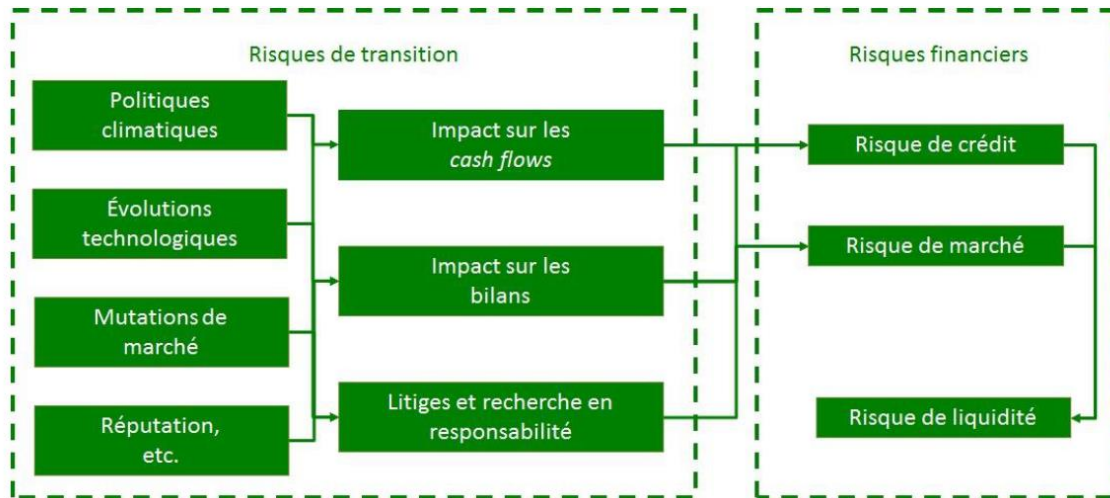 Risques de transition
Politiques
climatiques
Évolutions
technologiques
Mutations de
marché
Réputation,
etc.
Impact sur les
cash flows
Impact sur les
bilans
Litiges et recherche en
responsabilité
Risques financiers
Risque de crédit
Risque de marché
Risque de liquidité